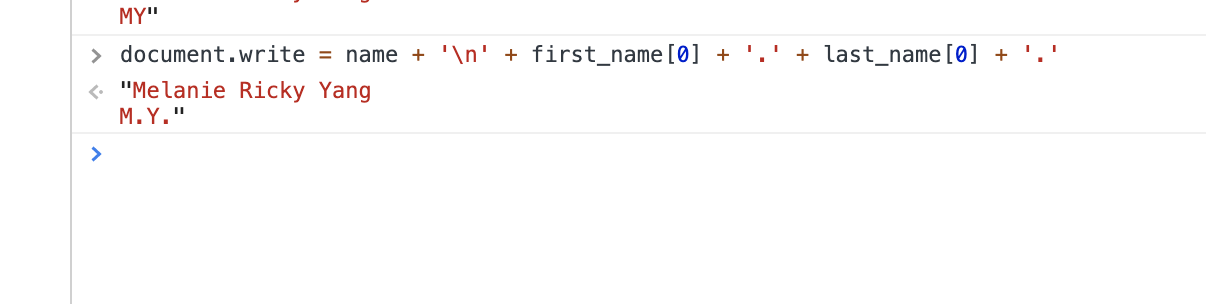 MY"
> document.write = name + '\n' + first_name[0] + '.' + last_name[0] + '.'
"Melanie Ricky Yang
M.Y."
>